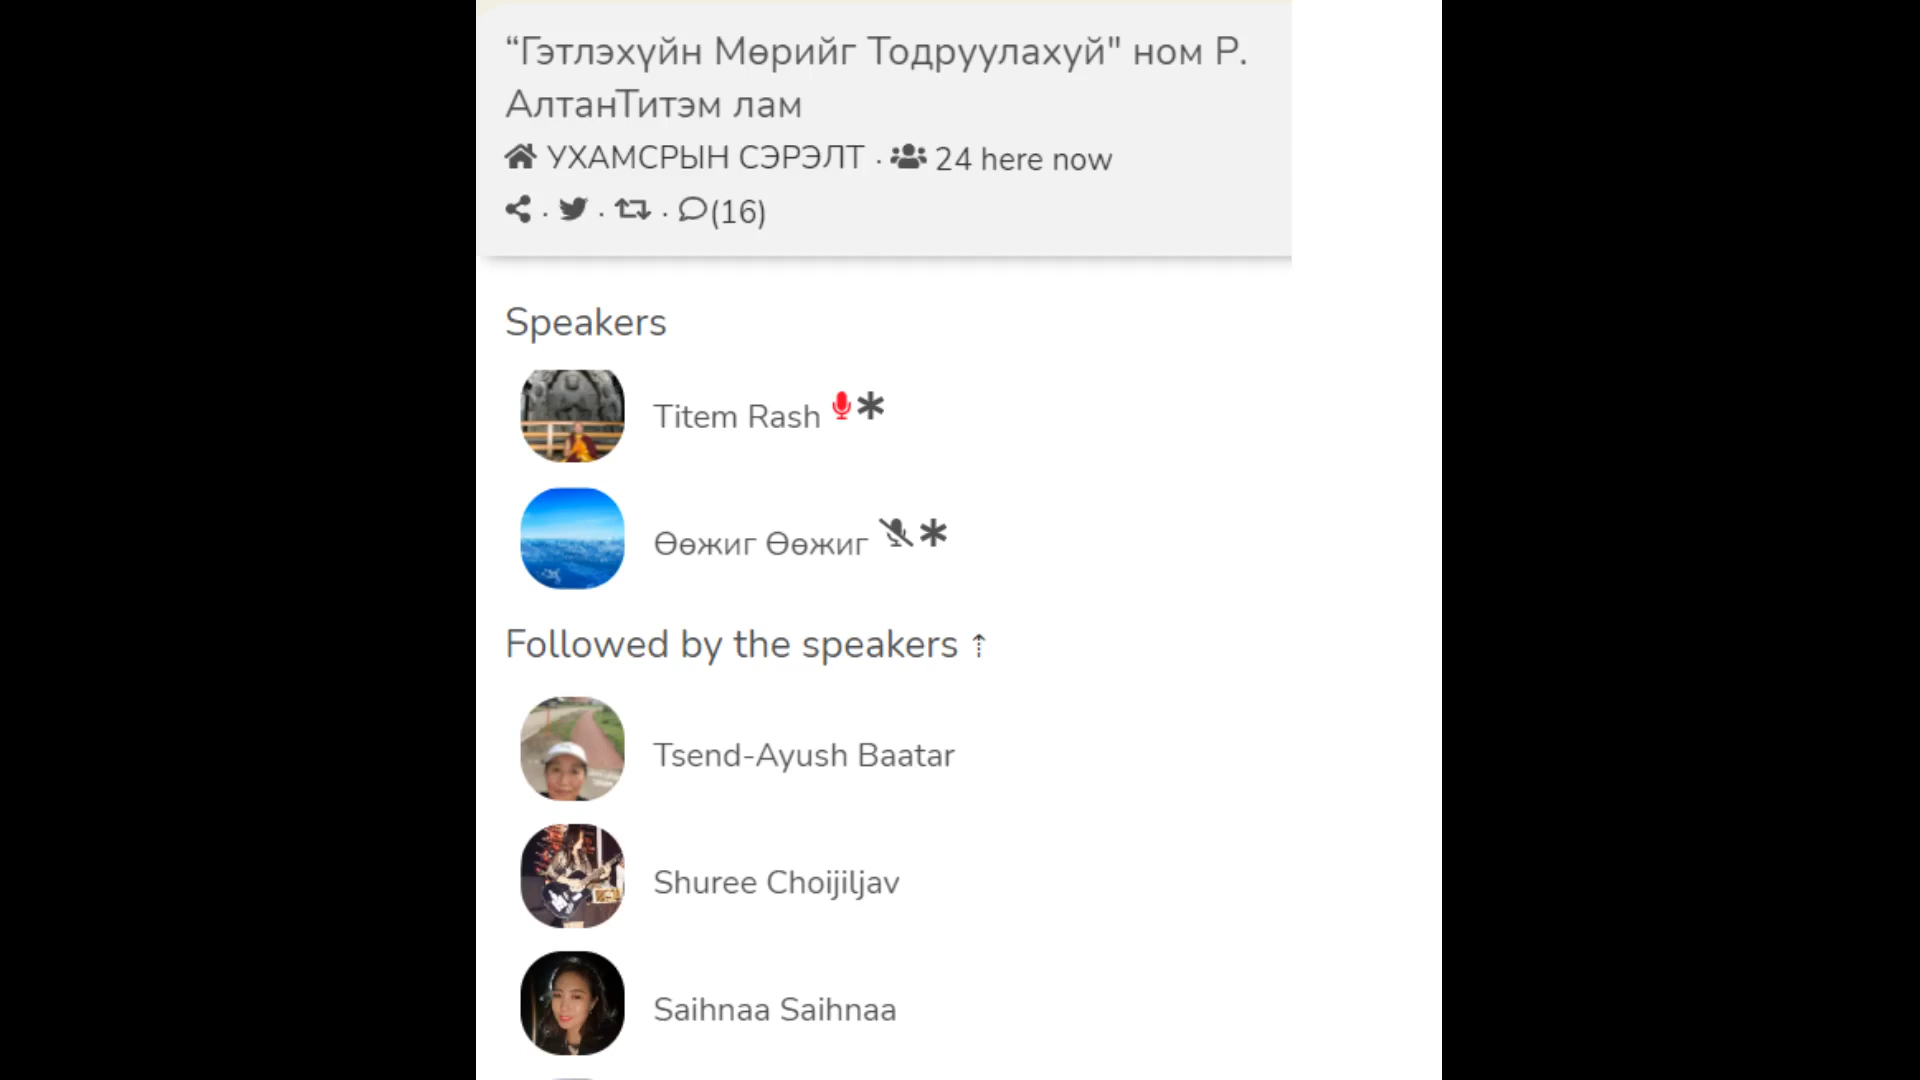 “Гэтлэхүйн Мөрийг Тодруулахуй" ном Р.
АлтанТитэм лам
УХАМСРЫН СЭРЭЛТ · 24 here now
· · · (16)
Speakers
Titem Rash
Өөжиг Өөжиг
Followed by the speakers ⇡
Tsend-Ayush Baatar
Shuree Choijiljav
Saihnaa Saihnaa